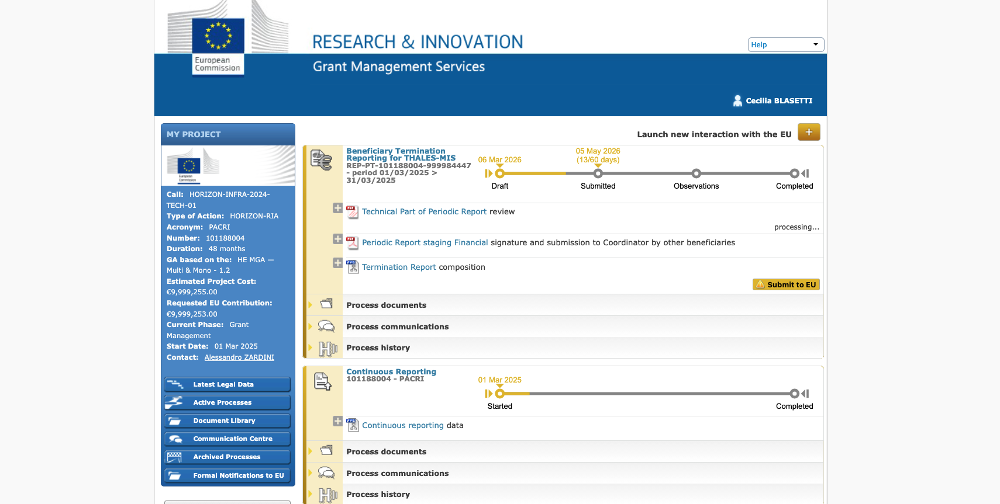 RESEARCH & INNOVATION
Help
European
Commission
Grant Management Services
Cecilia BLASETTI
MY PROJECT
European
Commission
Call: HORIZON-INFRA-2024-
TECH-01
Type of Action: HORIZON-RIA
Acronym: PACRI
Number: 101188004
Duration: 48 months
GA based on the: HE MGA —
Multi & Mono - 1.2
Estimated Project Cost:
€9,999,255.00
Requested EU Contribution:
€9,999,253.00
Current Phase: Grant
Management
Start Date: 01 Mar 2025
Contact: Alessandro ZARDINI
Latest Legal Data
Active Processes
Document Library
Communication Centre
Archived Processes
Formal Notifications to EU
Launch new interaction with the EU
Beneficiary Termination
Reporting for THALES-MIS
REP-PT-101188004-999984447
- period 01/03/2025 >
31/03/2025
06 Mar 2026
05 May 2026
(13/60 days)
Draft
Submitted
Observations
Completed
PDF
Technical Part of Periodic Report review
processing...
PDF
Periodic Report staging Financial signature and submission to Coordinator by other beneficiaries
Termination Report composition
Submit to EU
Process documents
Process communications
Process history
Continuous Reporting
101188004 - PACRI
01 Mar 2025
Started
Completed
Continuous reporting data
Process documents
Process communications
Process history